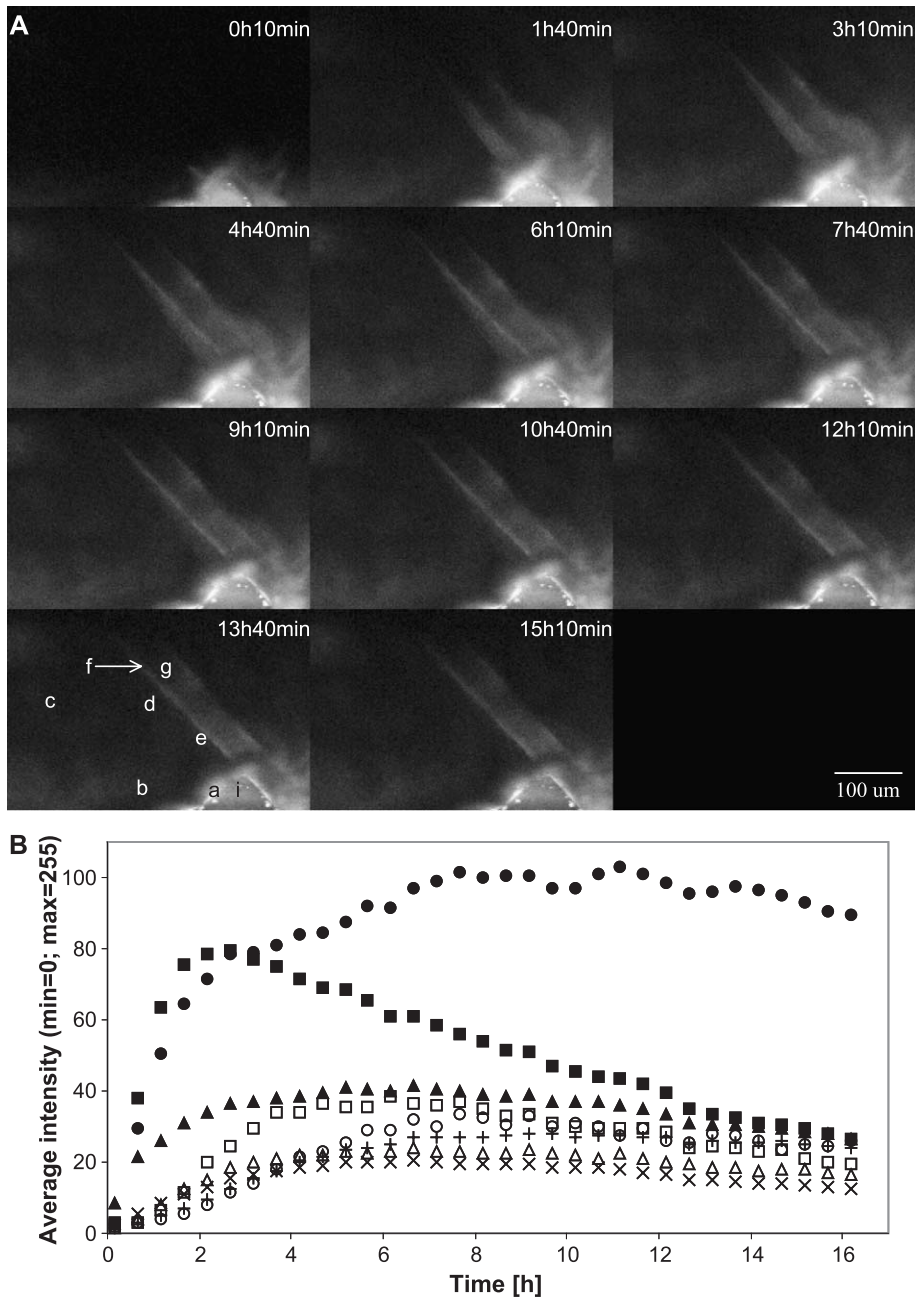 A
0h10min
1h40min
3h10min
4h40min
6h10min
7h40min
9h10min
10h40min
12h10min
13h40min
15h10min
f
g
c
d
e
b
a i
100 um
B
Average intensity (min=0; max=255)
100
80
60
40
20
0
0 2 4 6 8 10 12 14 16
Time [h]